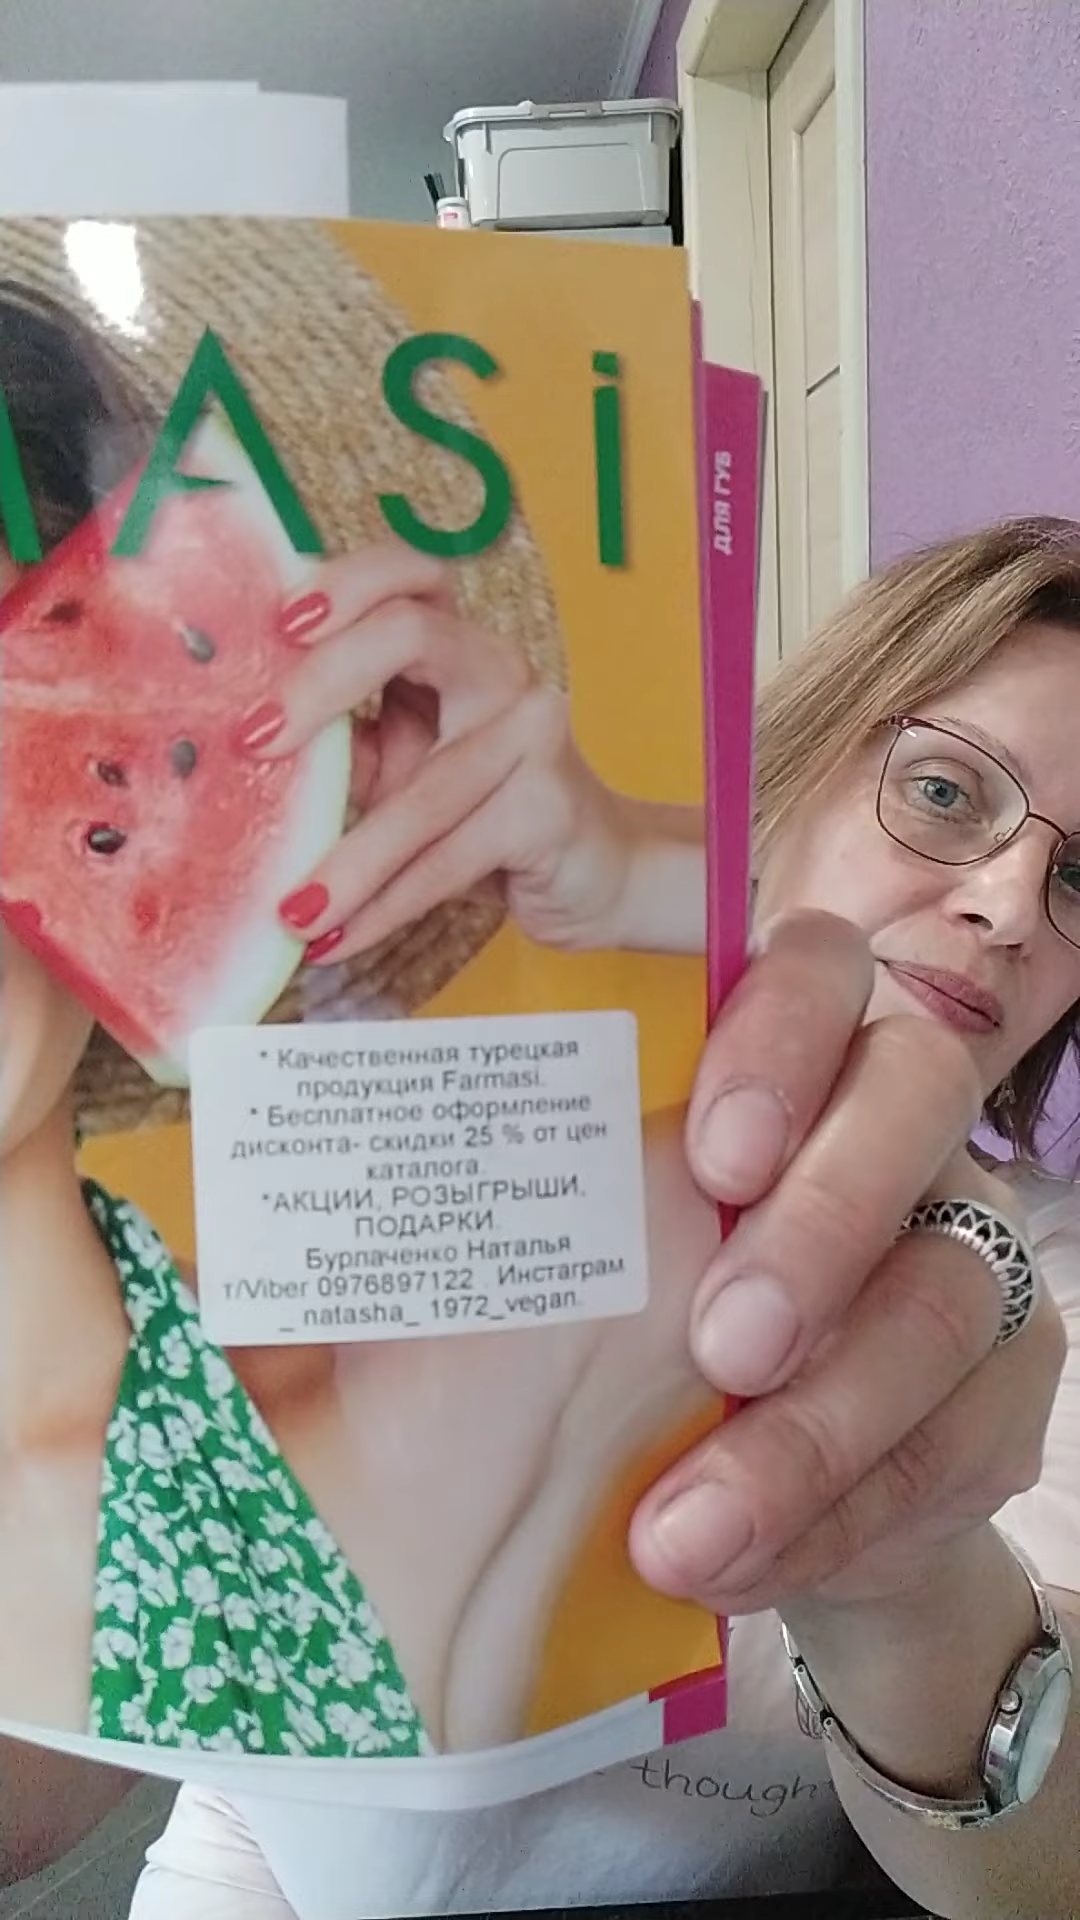 ASi
ДЛЯ ГУБ
* Качественная турецкая
продукция Farmasi.
* Бесплатное оформление
дисконта- скидки 25 % от цен
каталога.
*АКЦИИ, РОЗЫГРЫШИ,
ПОДАРКИ.
Бурлаченко Наталья
т/Viber 0976897122 . Инстаграм
_ natasha_ 1972_vegan.
though